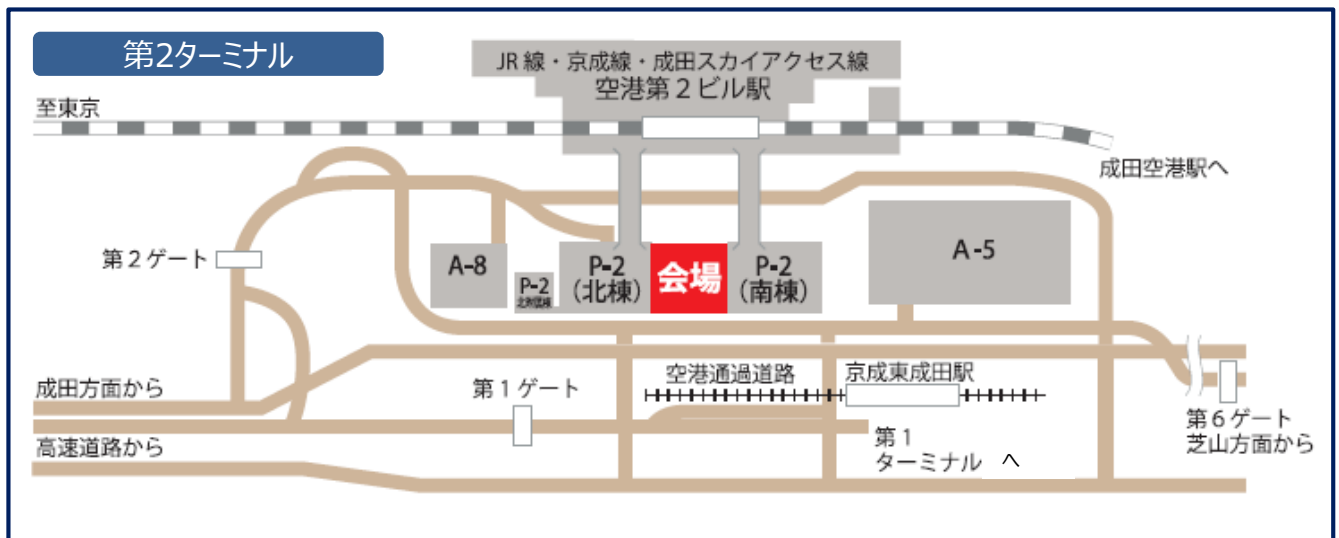 第2ターミナル
JR線・京成線・成田スカイアクセス線
空港第2ビル駅
至東京
成田空港駅へ
第2ゲート
A-8
P-2
P-2
(北棟)
会場
P-2
(南棟)
A-5
成田方面から
第1ゲート
空港通過道路
京成東成田駅
高速道路から
第1
ターミナル へ
第6ゲート
芝山方面から